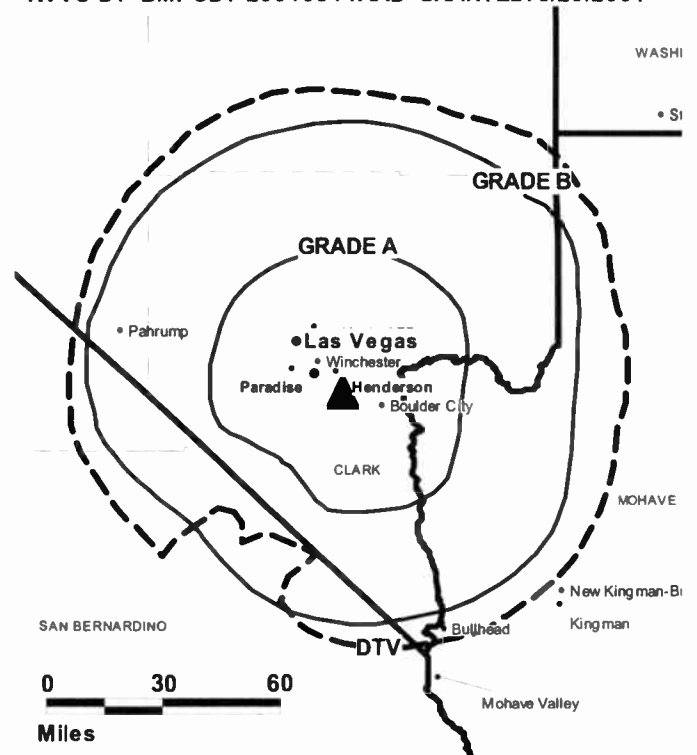 WASHI
St
GRADE B
GRADE A
Pahrump
Las Vegas
Winchester
Paradise
Henderson
Boulder City
CLARK
MOHAVE
New Kingman-B
Kingman
SAN BERNARDINO
Bullhead
DTV
0 30 60
Mohave Valley
Miles